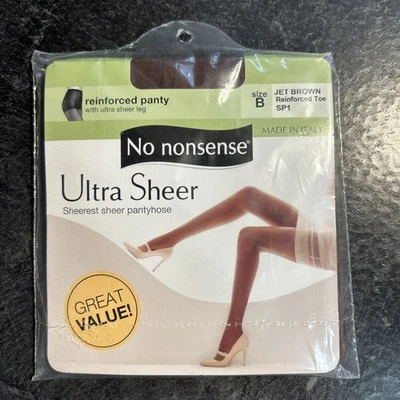 reinforced panty
with ultra sheer leg
size
B
JET BROWN
Reinforced Toe
SP1
MADE IN ITALY
No nonsense®
Ultra Sheer
Sheerest sheer pantyhose
GREAT
VALUE!